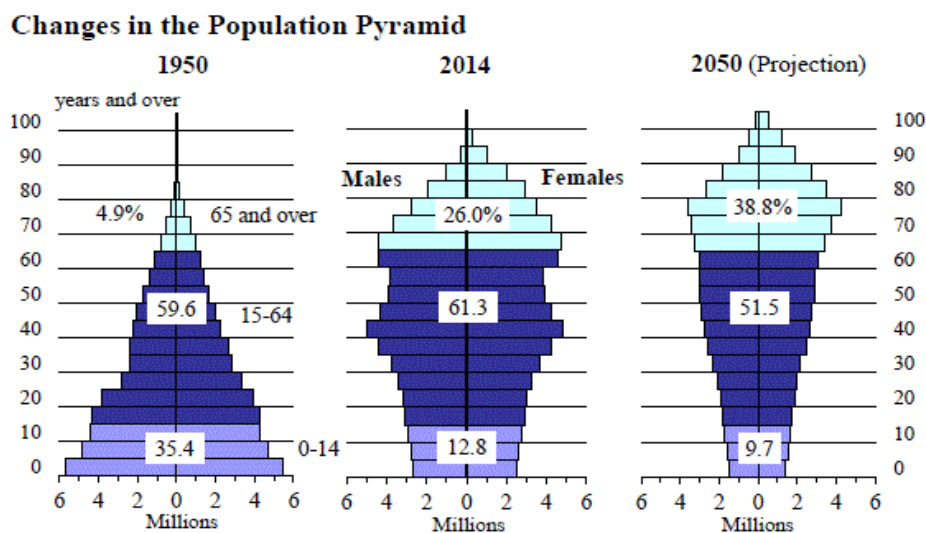 Changes in the Population Pyramid
1950
2014
2050 (Projection)
years and over
100
90
80
70
60
50
40
30
20
10
0
4.9%
65 and over
59.6
15-64
35.4
0-14
6 4 2 0 2 4 6
Millions
Males
Females
26.0%
61.3
12.8
6 4 2 0 2 4 6
Millions
38.8%
51.5
9.7
100
90
80
70
60
50
40
30
20
10
0
6 4 2 0 2 4 6
Millions